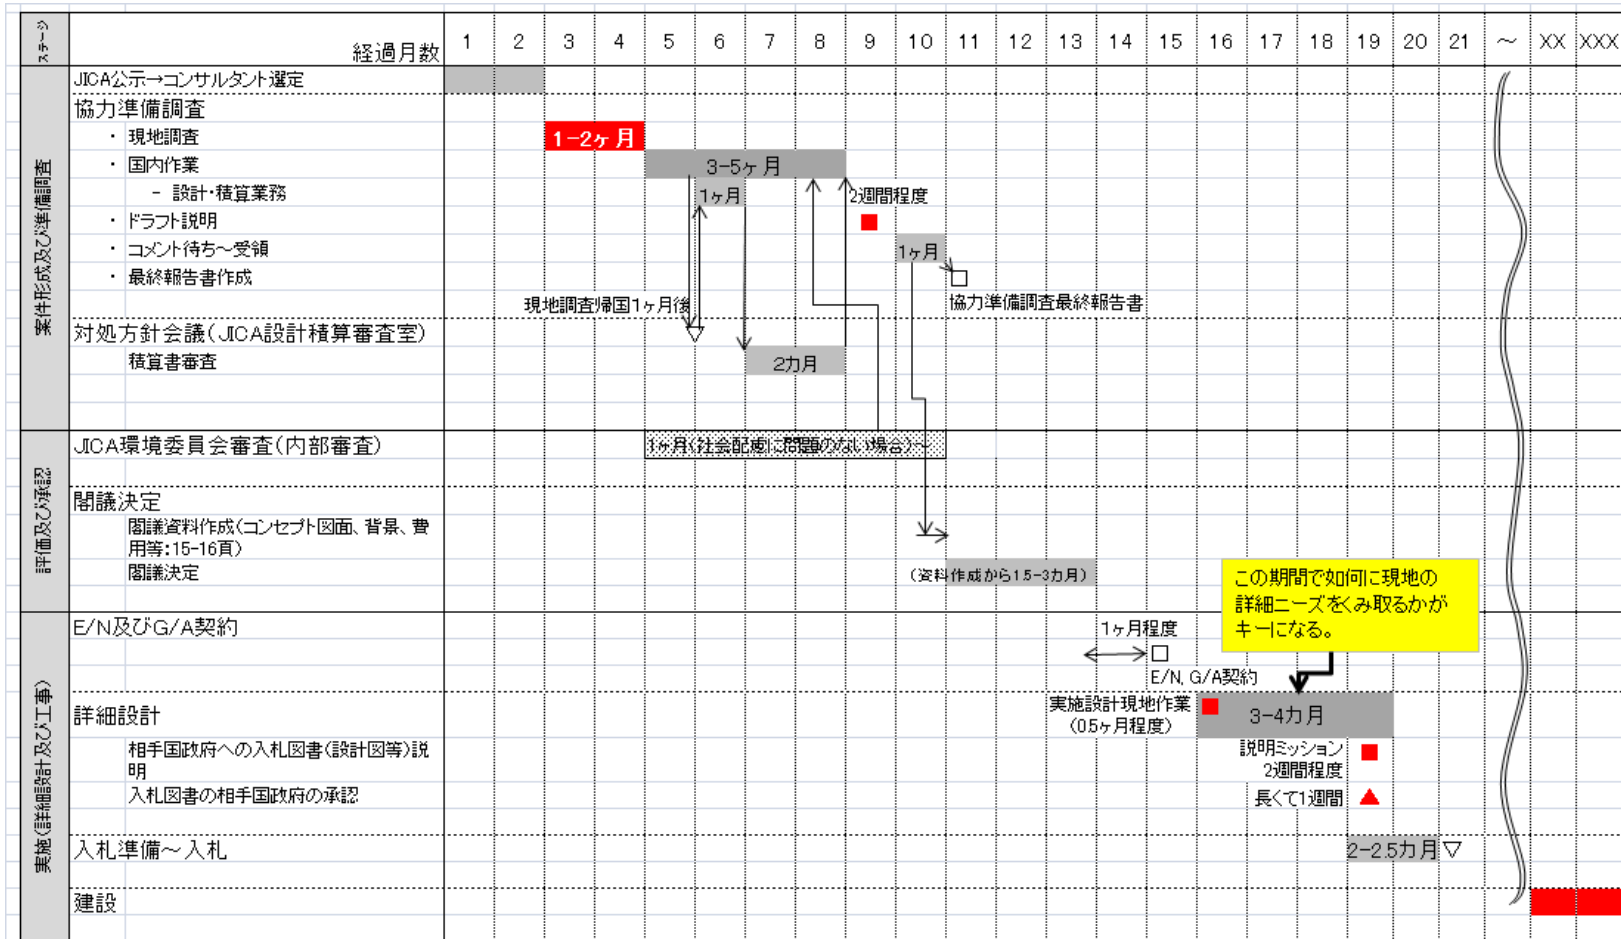 ステージ
経過月数 1 2 3 4 5 6 7 8 9 10 11 12 13 14 15 16 17 18 19 20 21 ～ XX XXX
案件形成及び準備調査
JICA公示→コンサルタント選定
協力準備調査
・ 現地調査
1-2ヶ月
・ 国内作業
3-5ヶ月
- 設計・積算業務
1ヶ月
2週間程度
・ ドラフト説明
・ コメント待ち～受領
1ヶ月
・ 最終報告書作成
現地調査帰国1ヶ月後
協力準備調査最終報告書
対処方針会議(JICA設計積算審査室)
積算書審査
2カ月
評価及び承認
JICA環境委員会審査(内部審査)
1ヶ月(社会配慮に問題のない場合)～
閣議決定
閣議資料作成(コンセプト図面、背景、費
用等:15-16頁)
閣議決定
(資料作成から1.5-3カ月)
この期間で如何に現地の
詳細ニーズをくみ取るかが
キーになる。
実施(詳細設計及び工事)
E/N及びG/A契約
1ヶ月程度
E/N, G/A契約
詳細設計
実施設計現地作業
(0.5ヶ月程度)
3-4カ月
相手国政府への入札図書(設計図等)説
明
説明ミッション
2週間程度
入札図書の相手国政府の承認
長くて1週間
入札準備～入札
2-2.5カ月
建設